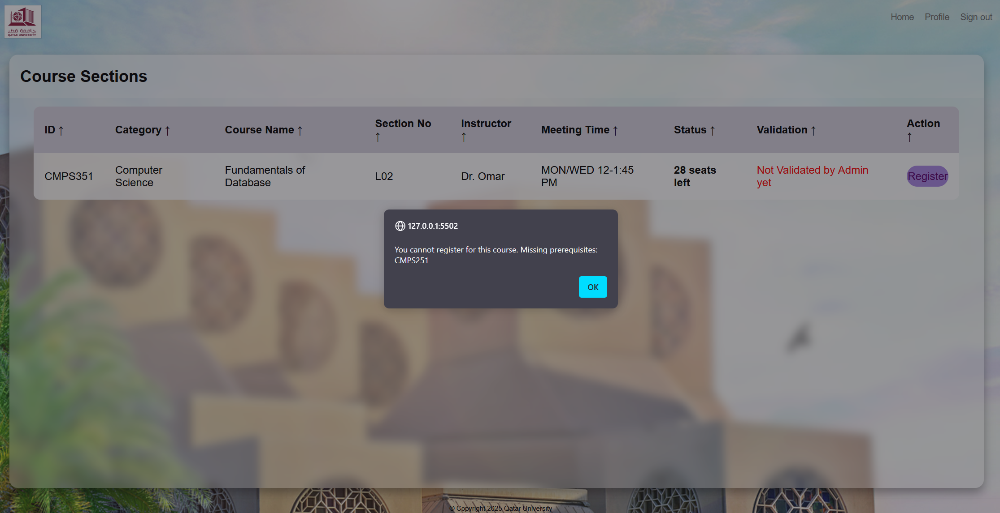 جامعة قطر
QATAR UNIVERSITY
Home Profile Sign out
Course Sections
ID ↑ Category ↑ Course Name ↑ Section No ↑ Instructor ↑ Meeting Time ↑ Status ↑ Validation ↑ Action ↑
CMPS351 Computer Science Fundamentals of Database L02 Dr. Omar MON/WED 12-1:45 PM 28 seats left Not Validated by Admin yet Register
127.0.0.1:5502
You cannot register for this course. Missing prerequisites:
CMPS251
OK
© Copyright 2025 Qatar University